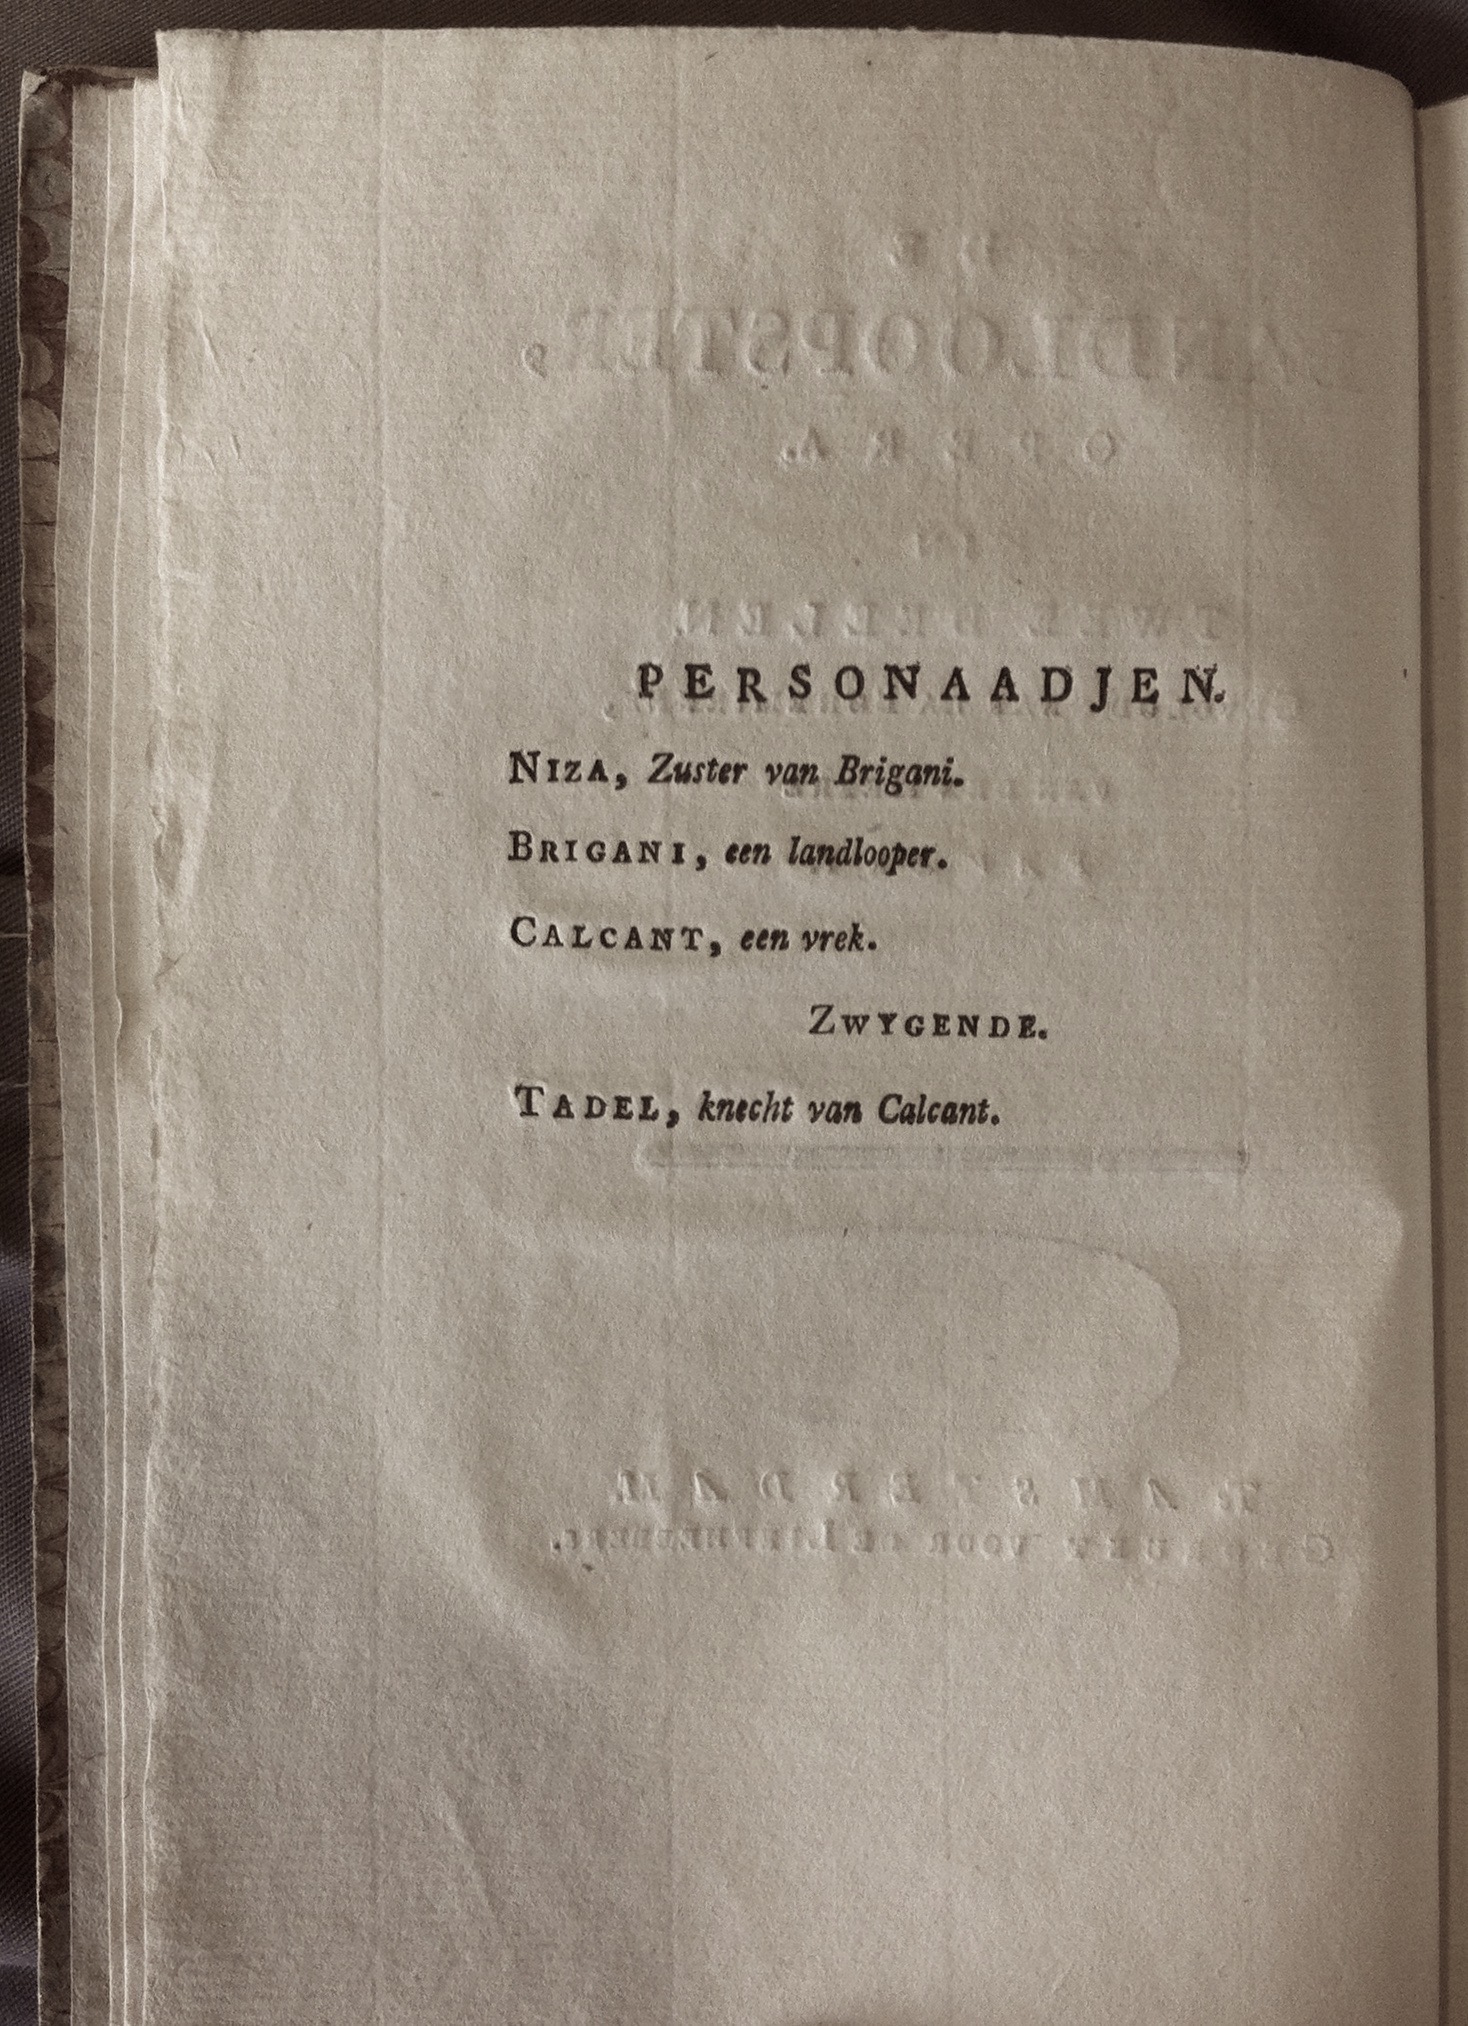 PERSONAADJEN.
NIZA, Zuster van Brigani.
BRIGANI, een landlooper.
CALCANT, een vrek.
ZWYGENDE.
TADEL, knecht van Calcant.